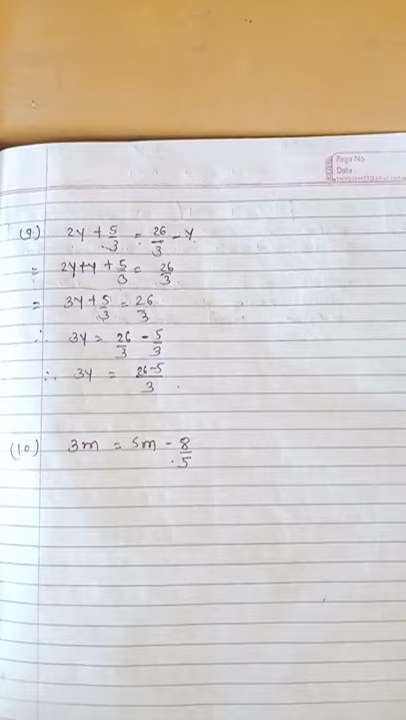 Page No.
Date
(9.) 2y + 5/3 = 26/3 - y.
= 2y+y + 5/3 = 26/3
= 3y + 5/3 = 26/3
∴ 3y = 26/3 - 5/3
∴ 3y = 26-5/3.
(10) 3m = 5m - 8/5